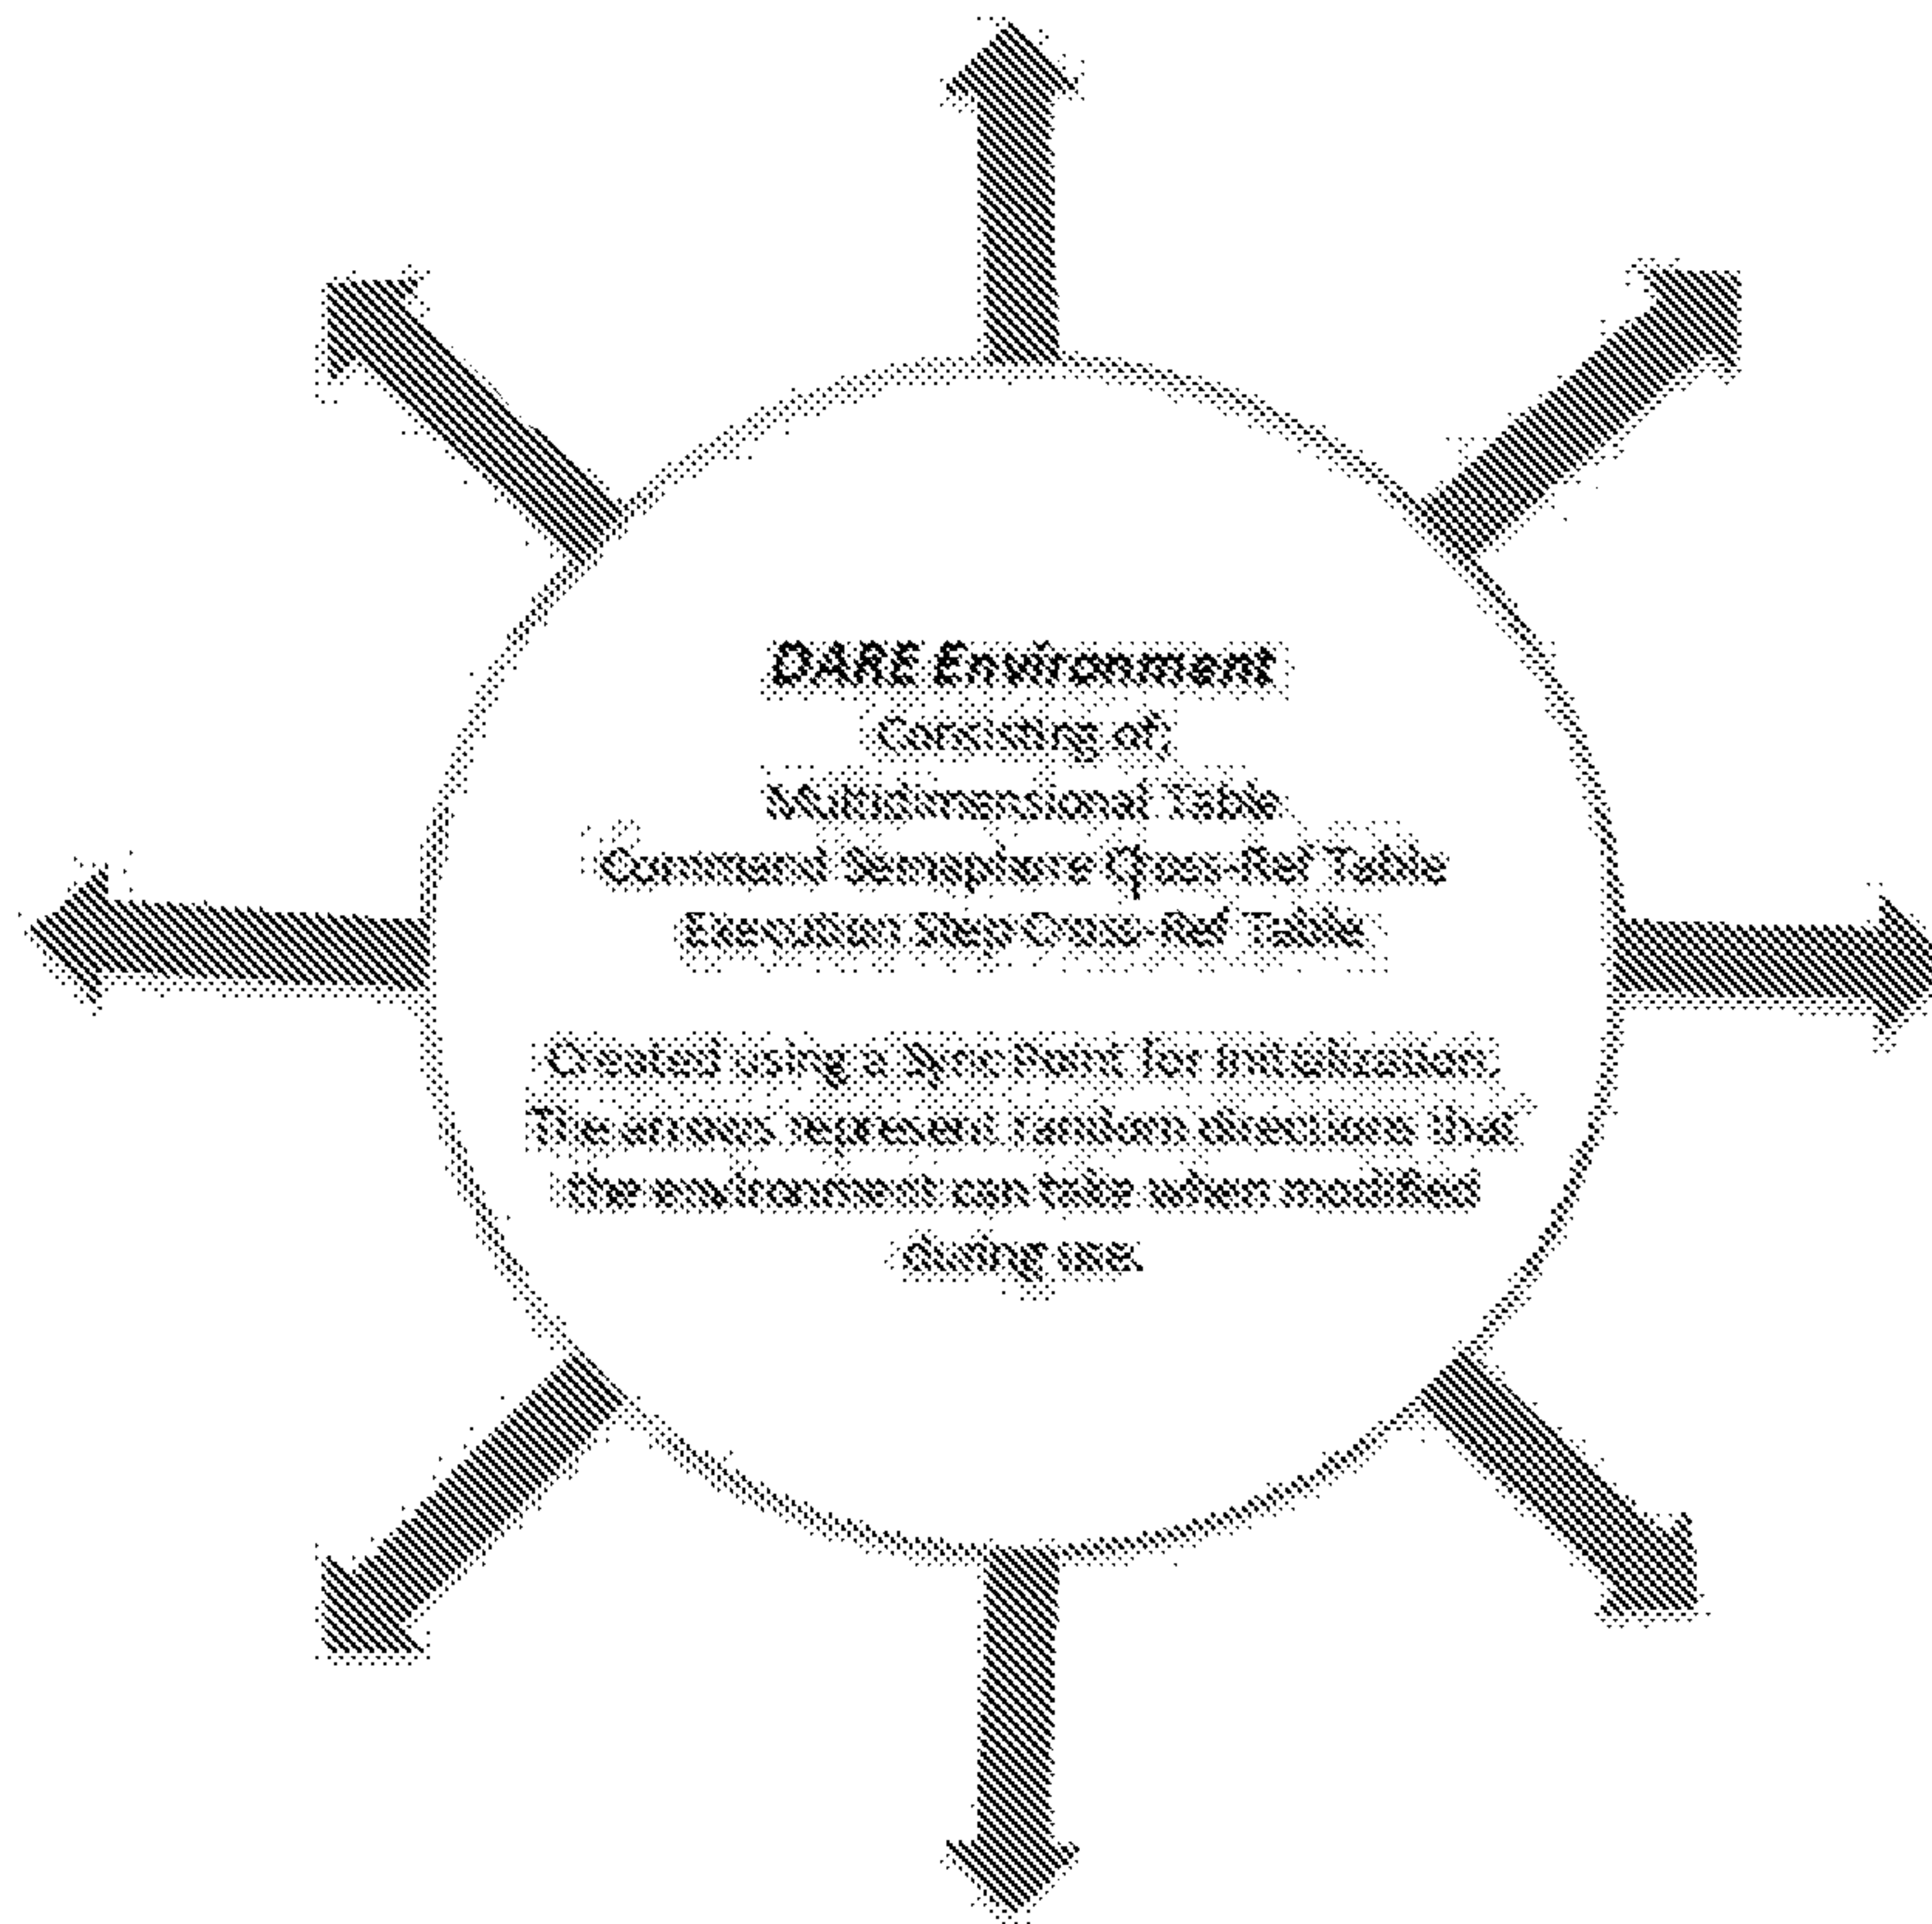 DARE Environment
Consisting of,
Multidimensional Table
Command Semaphore Cross-Ref Table
Execution Step Cross-Ref Table
Created using a Sync Point for Initialization.
The arrows represent random directions that
the environment can take when modified
during use.